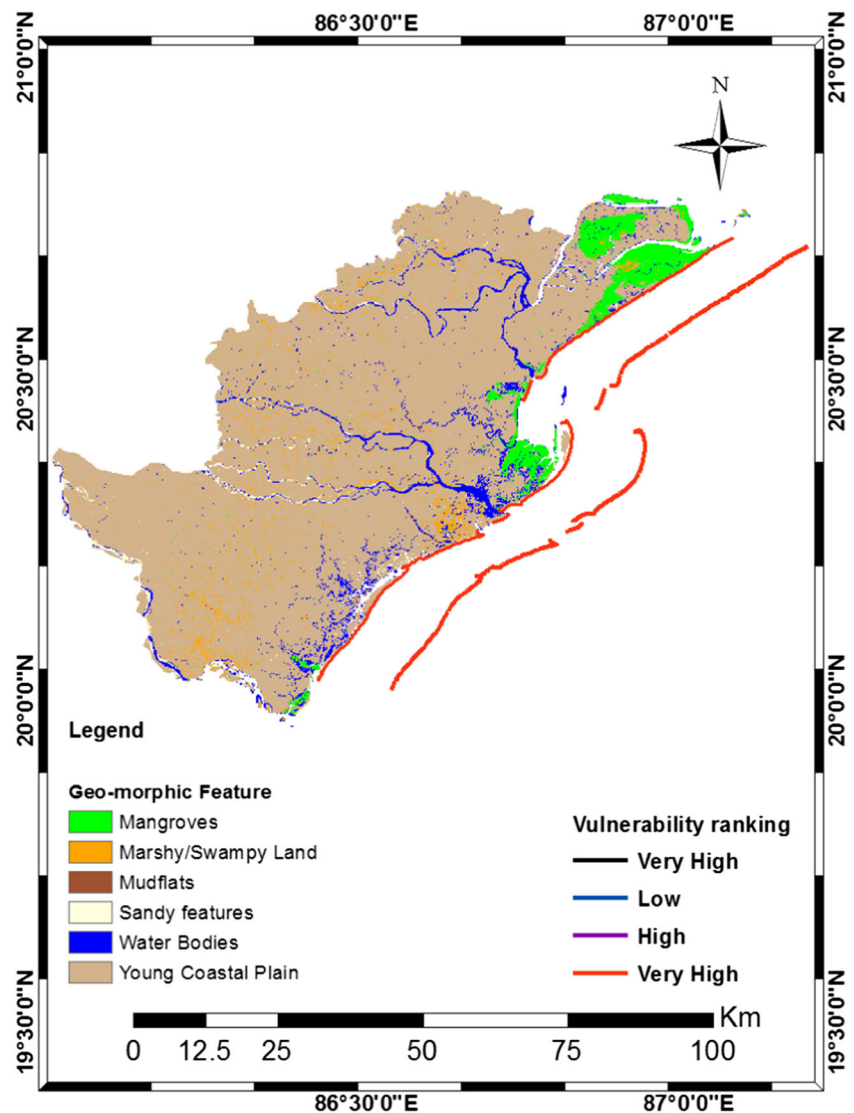 86°30'0"E 87°0'0"E
21°0'0"N 21°0'0"N
N
20°30'0"N 20°30'0"N
20°0'0"N 20°0'0"N
Legend
Geo-morphic Feature
Mangroves
Marshy/Swampy Land
Mudflats
Sandy features
Water Bodies
Young Coastal Plain
Vulnerability ranking
Very High
Low
High
Very High
19°30'0"N 19°30'0"N
Km
0 12.5 25 50 75 100
86°30'0"E 87°0'0"E